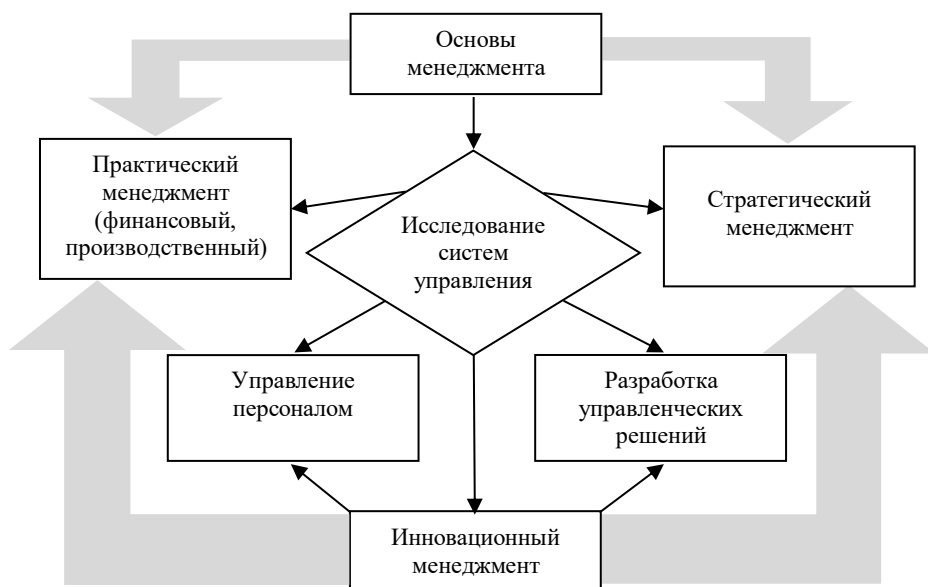 Основы
менеджмента
Практический
менеджмент
(финансовый,
производственный)
Исследование
систем
управления
Стратегический
менеджмент
Управление
персоналом
Разработка
управленческих
решений
Инновационный
менеджмент